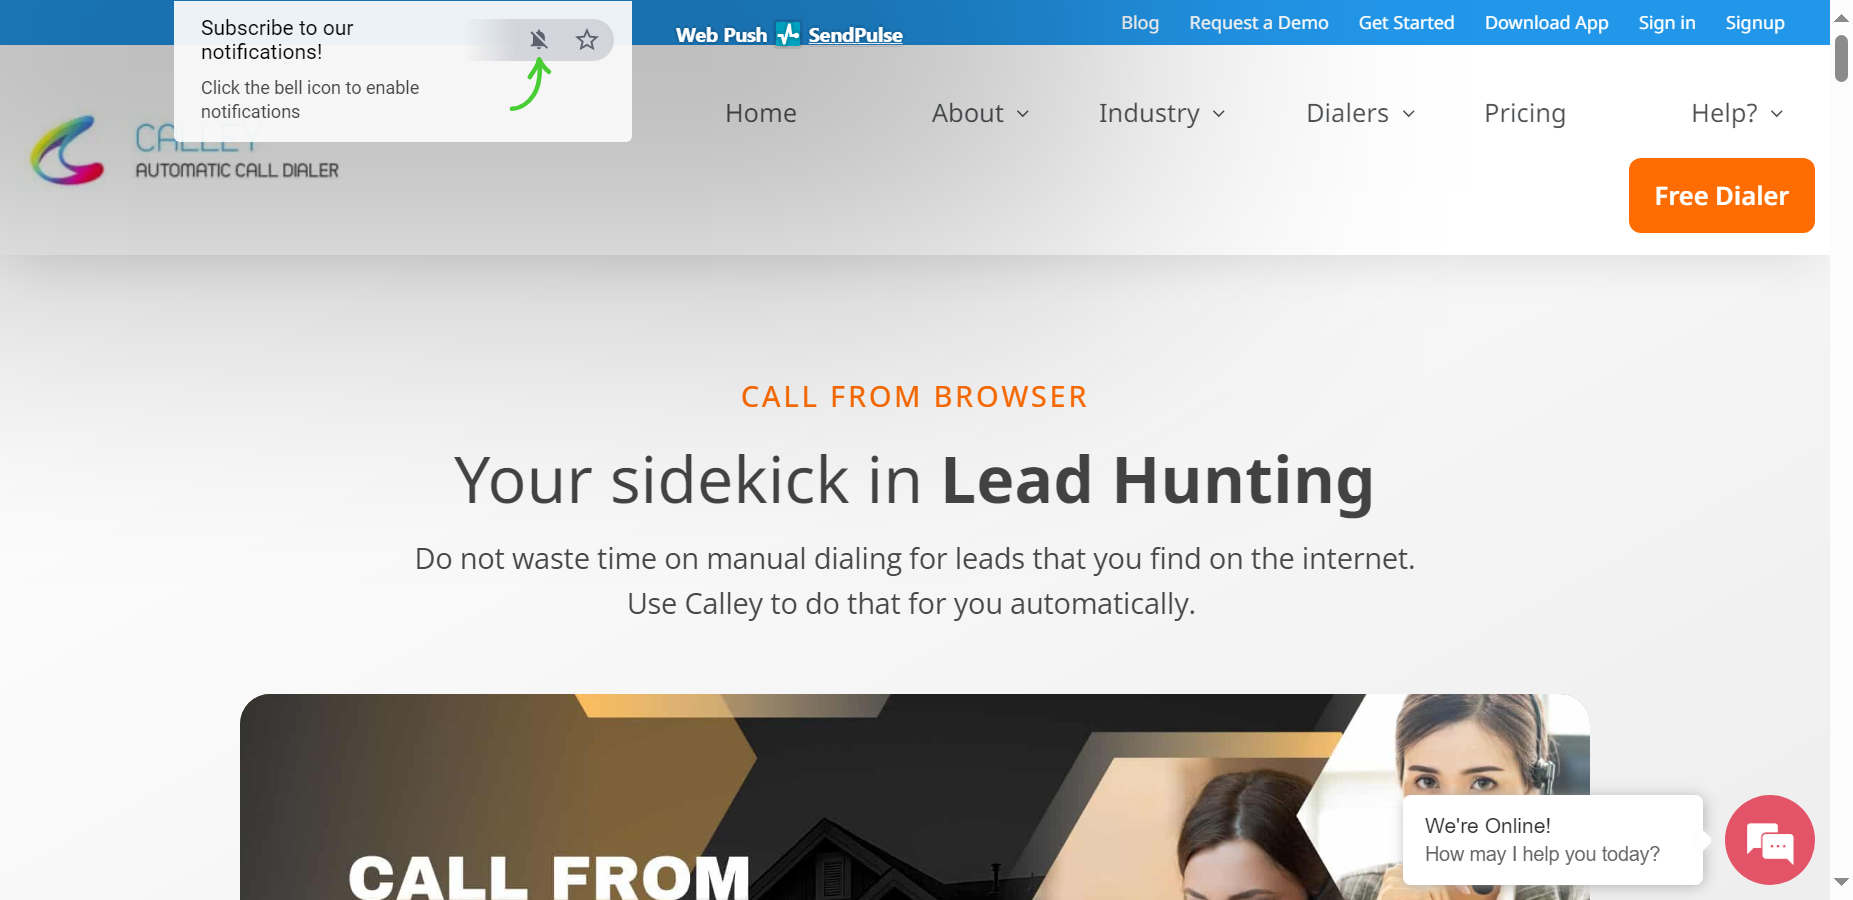 Subscribe to our
notifications!
Click the bell icon to enable
notifications
Web Push SendPulse
Blog Request a Demo Get Started Download App Sign in Signup
CALLEY
AUTOMATIC CALL DIALER
Home About Industry Dialers Pricing Help?
Free Dialer
CALL FROM BROWSER
Your sidekick in Lead Hunting
Do not waste time on manual dialing for leads that you find on the internet.
Use Calley to do that for you automatically.
CALL FROM
We're Online!
How may I help you today?